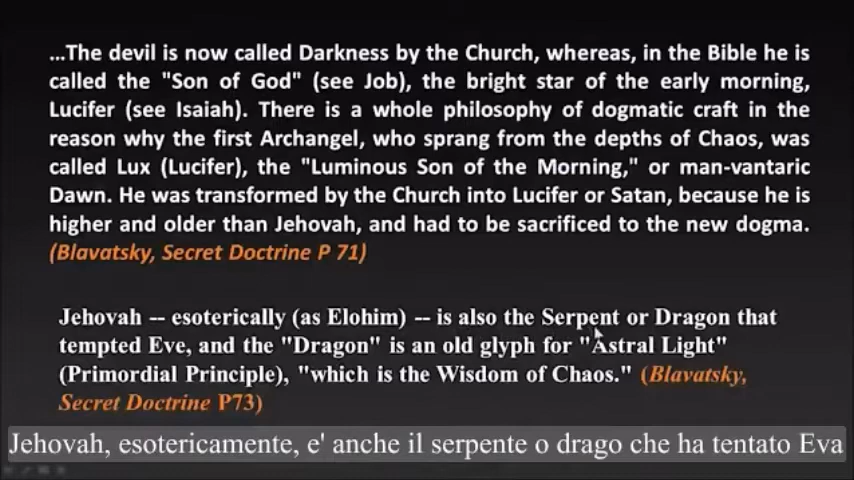 ...The devil is now called Darkness by the Church, whereas, in the Bible he is
called the "Son of God" (see Job), the bright star of the early morning,
Lucifer (see Isaiah). There is a whole philosophy of dogmatic craft in the
reason why the first Archangel, who sprang from the depths of Chaos, was
called Lux (Lucifer), the "Luminous Son of the Morning," or man-vantaric
Dawn. He was transformed by the Church into Lucifer or Satan, because he is
higher and older than Jehovah, and had to be sacrificed to the new dogma.
(Blavatsky, Secret Doctrine P 71)
Jehovah -- esoterically (as Elohim) -- is also the Serpent or Dragon that
tempted Eve, and the "Dragon" is an old glyph for "Astral Light"
(Primordial Principle), "which is the Wisdom of Chaos." (Blavatsky,
Secret Doctrine P73)
Jehovah, esotericamente, e' anche il serpente o drago che ha tentato Eva